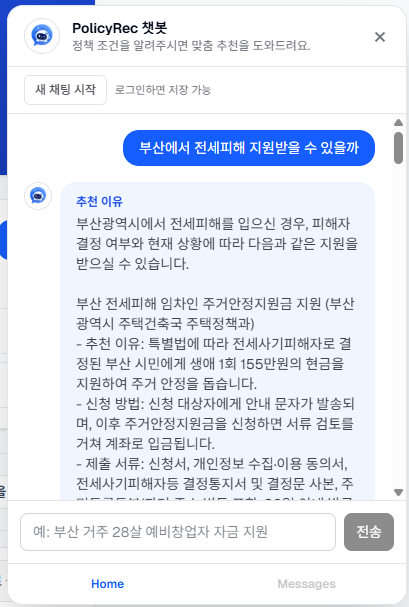 PolicyRec 챗봇
정책 조건을 알려주시면 맞춤 추천을 도와드려요.
새 채팅 시작
로그인하면 저장 가능
부산에서 전세피해 지원받을 수 있을까
추천 이유
부산광역시에서 전세피해를 입으신 경우, 피해자
결정 여부와 현재 상황에 따라 다음과 같은 지원을
받으실 수 있습니다.
부산 전세피해 임차인 주거안정지원금 지원 (부산
광역시 주택건축국 주택정책과)
- 추천 이유: 특별법에 따라 전세사기피해자로 결
정된 부산 시민에게 생애 1회 155만원의 현금을
지원하여 주거 안정을 돕습니다.
- 신청 방법: 신청 대상자에게 안내 문자가 발송되
며, 이후 주거안정지원금을 신청하면 서류 검토를
거쳐 계좌로 입금됩니다.
- 제출 서류: 신청서, 개인정보 수집·이용 동의서,
전세사기피해자등 결정통지서 및 결정문 사본, 주
예: 부산 거주 28살 예비창업자 자금 지원
전송
Home
Messages